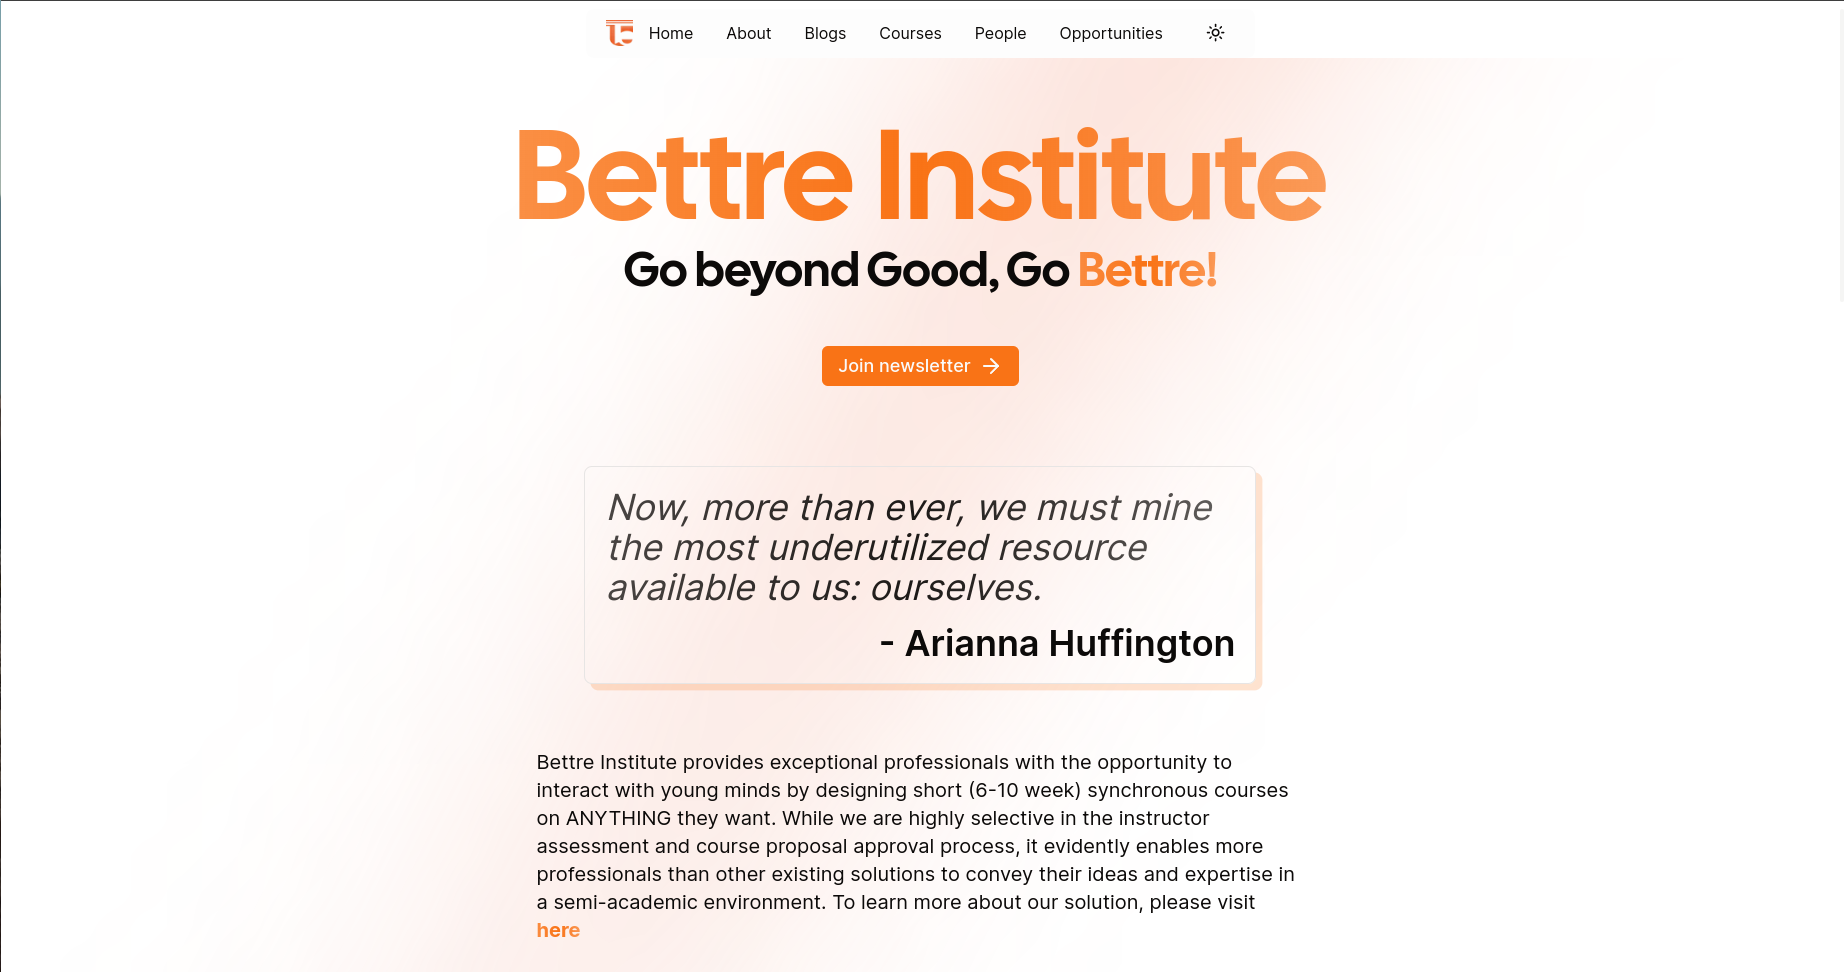 Home About Blogs Courses People Opportunities
Bettre Institute
Go beyond Good, Go Bettre!
Join newsletter
Now, more than ever, we must mine
the most underutilized resource
available to us: ourselves.
- Arianna Huffington
Bettre Institute provides exceptional professionals with the opportunity to
interact with young minds by designing short (6-10 week) synchronous courses
on ANYTHING they want. While we are highly selective in the instructor
assessment and course proposal approval process, it evidently enables more
professionals than other existing solutions to convey their ideas and expertise in
a semi-academic environment. To learn more about our solution, please visit
here